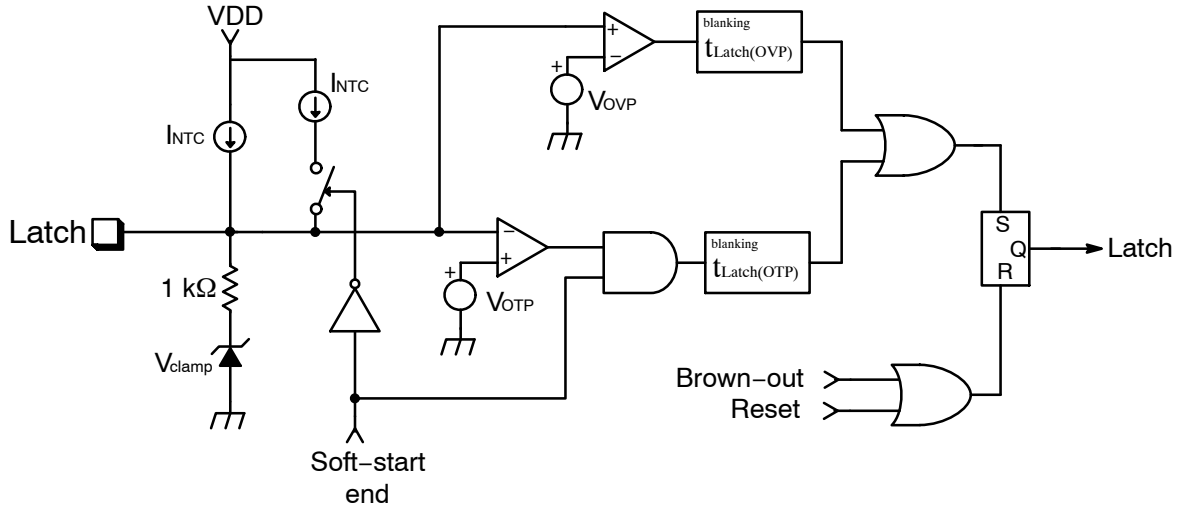 VDD
INTC
INTC
Latch
1 kΩ
Vclamp
Soft−start
end
+
−
+
VOVP
−
+
+
VOTP
blanking
tLatch(OVP)
blanking
tLatch(OTP)
S
Q
R
Latch
Brown−out
Reset